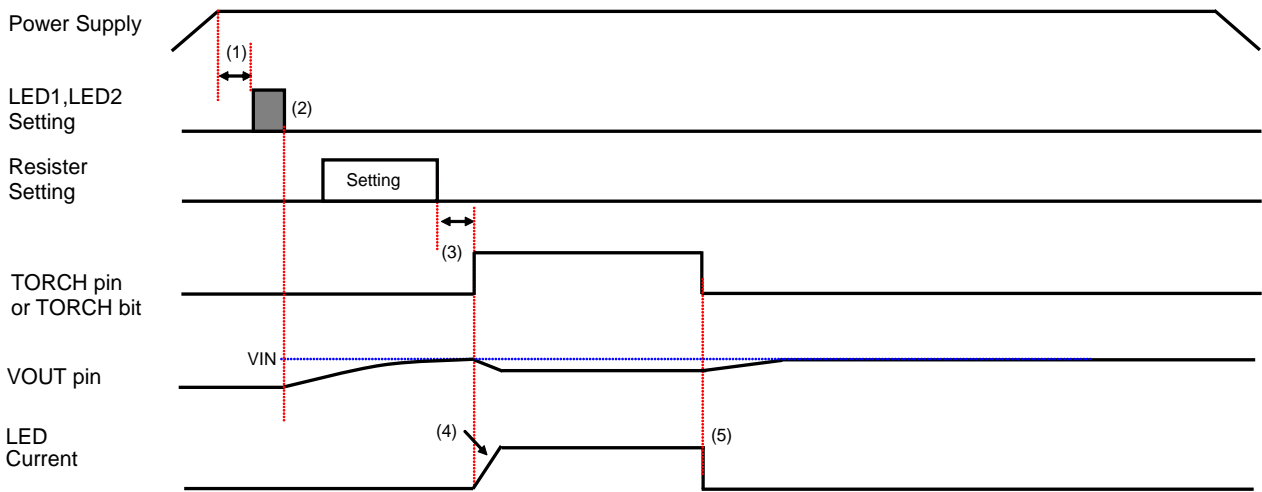 Power Supply
(1)
LED1,LED2
Setting
(2)
Resister
Setting
Setting
(3)
TORCH pin
or TORCH bit
VIN
VOUT pin
LED
Current
(4)
(5)